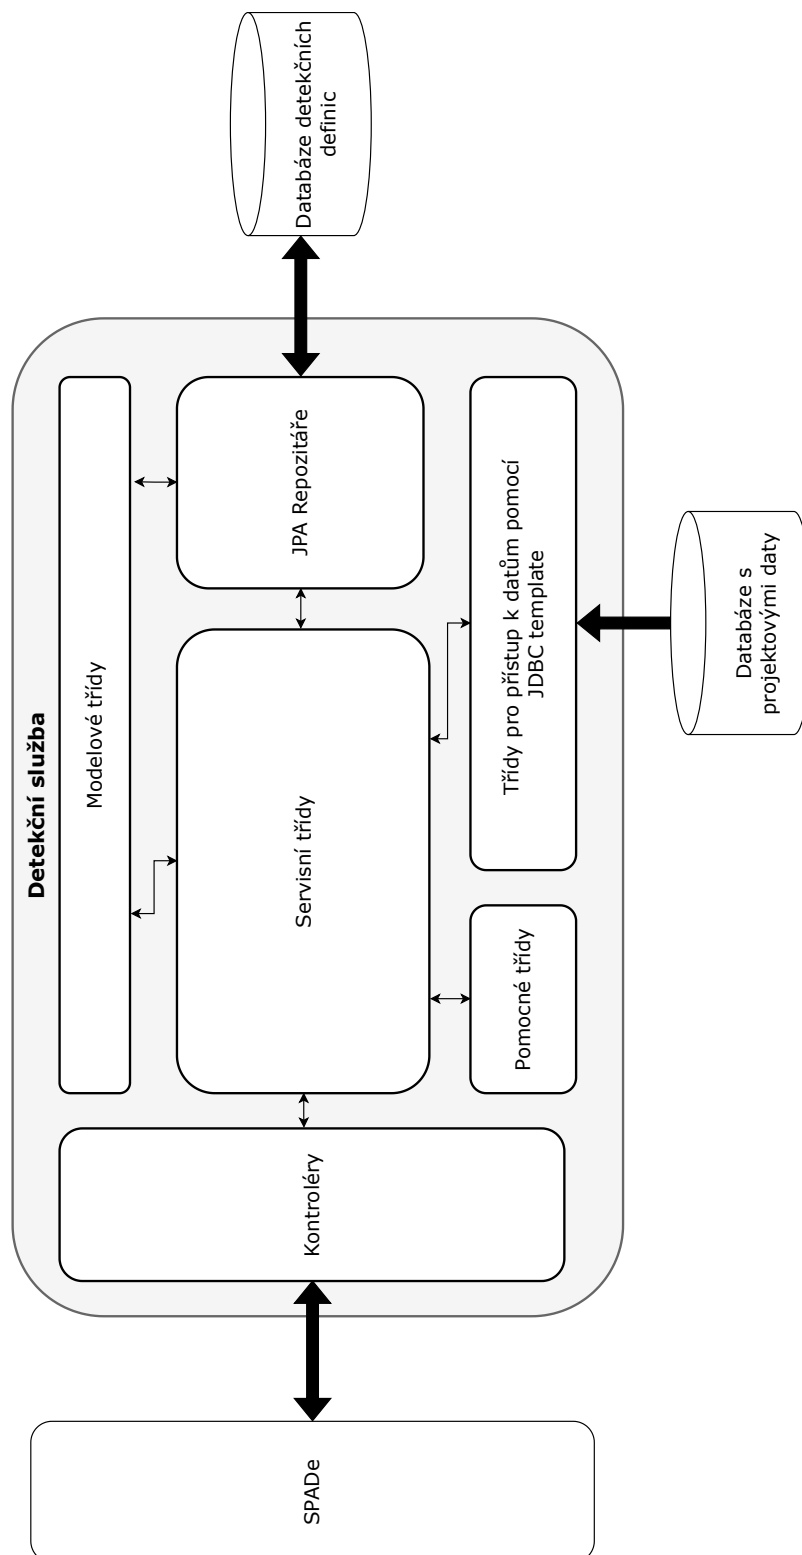 Detekční služba
SPADe
Kontroléry
Modelové třídy
Servisní třídy
Pomocné třídy
JPA Repozitáře
Třídy pro přístup k datům pomocí
JDBC template
Databáze detekčních
definic
Databáze s
projektovými daty